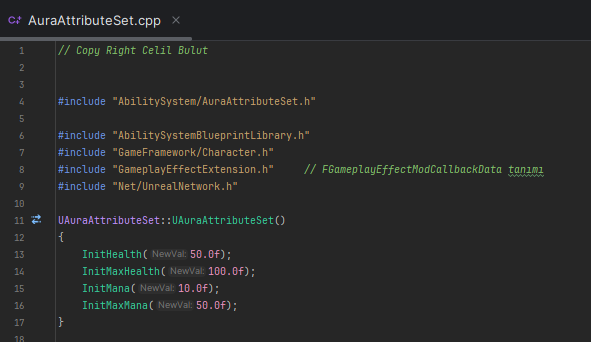 C++ AuraAttributeSet.cpp ×
1 // Copy Right Celil Bulut
2
3
4 #include "AbilitySystem/AuraAttributeSet.h"
5
6 #include "AbilitySystemBlueprintLibrary.h"
7 #include "GameFramework/Character.h"
8 #include "GameplayEffectExtension.h" // FGameplayEffectModCallbackData tanımı
9 #include "Net/UnrealNetwork.h"
10
11 UAuraAttributeSet::UAuraAttributeSet()
12 {
13 InitHealth( NewVal: 50.0f);
14 InitMaxHealth( NewVal: 100.0f);
15 InitMana( NewVal: 10.0f);
16 InitMaxMana( NewVal: 50.0f);
17 }
18